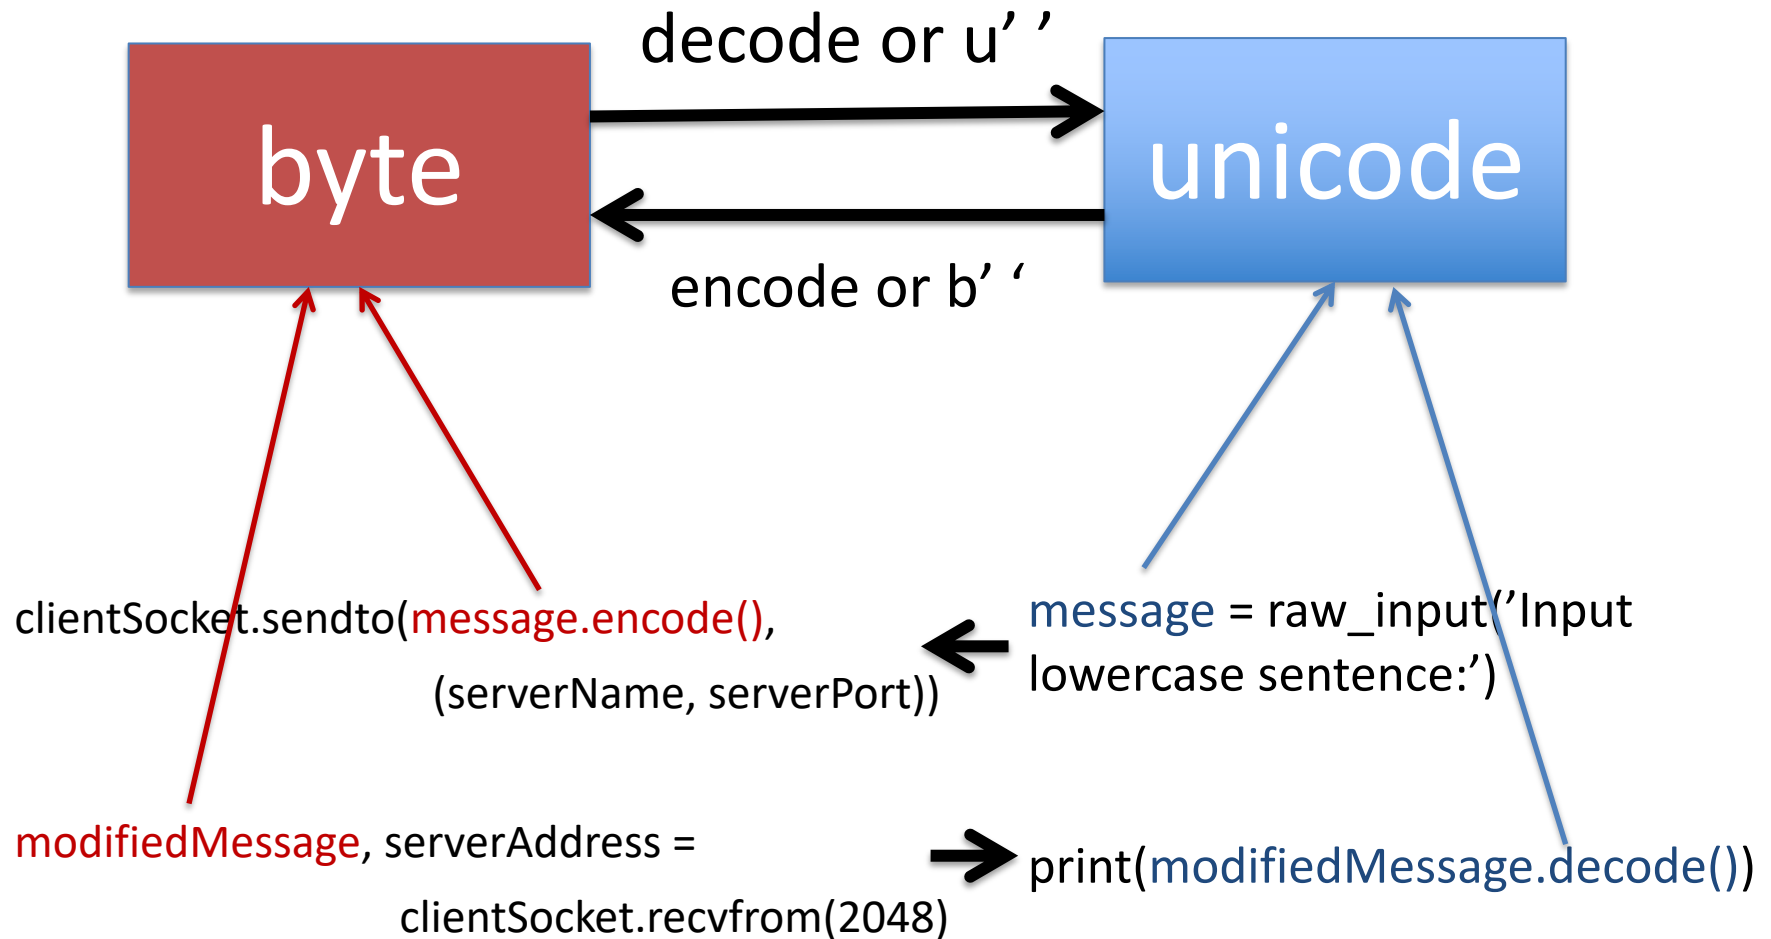 decode or u’ ’
byte
unicode
encode or b’ ‘
clientSocket.sendto(message.encode(),
(serverName, serverPort))
message = raw_input(’Input
lowercase sentence:’)
modifiedMessage, serverAddress =
clientSocket.recvfrom(2048)
print(modifiedMessage.decode())